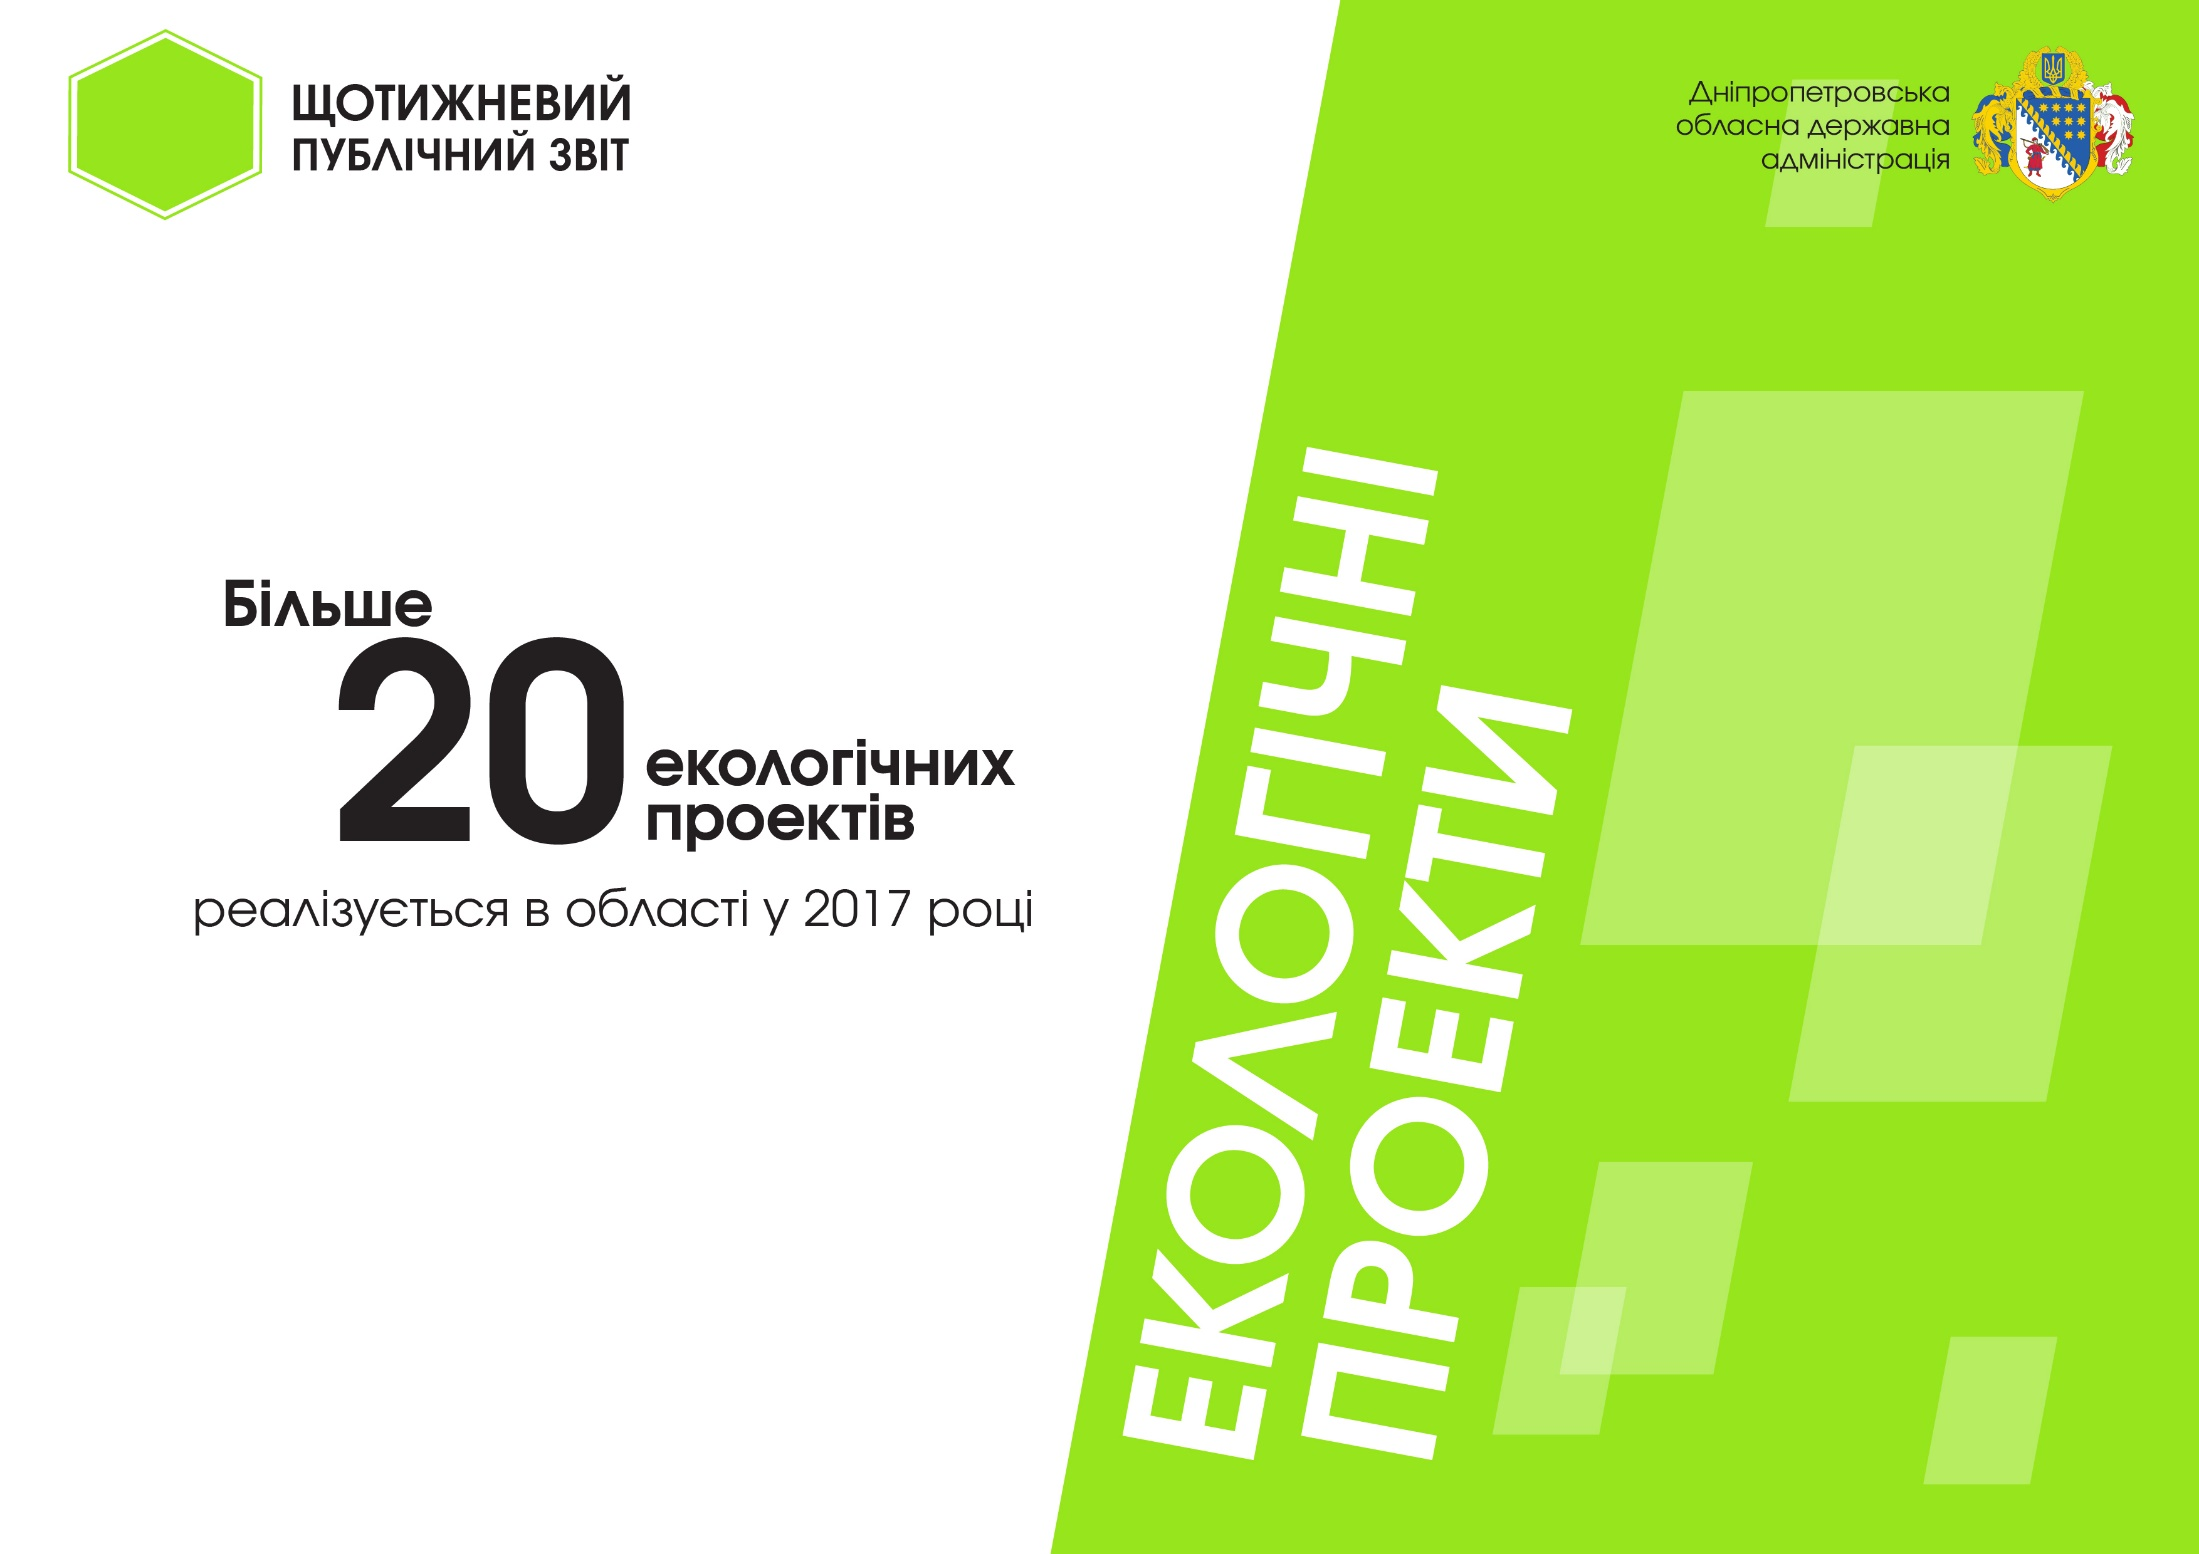 ЩОТИЖНЕВИЙ
ПУБЛІЧНИЙ ЗВІТ
Дніпропетровська
обласна державна
адміністрація
Більше
20
екологічних
проектів
реалізується в області у 2017 році
ЕКОЛОГІЧНІ
ПРОЕКТИ